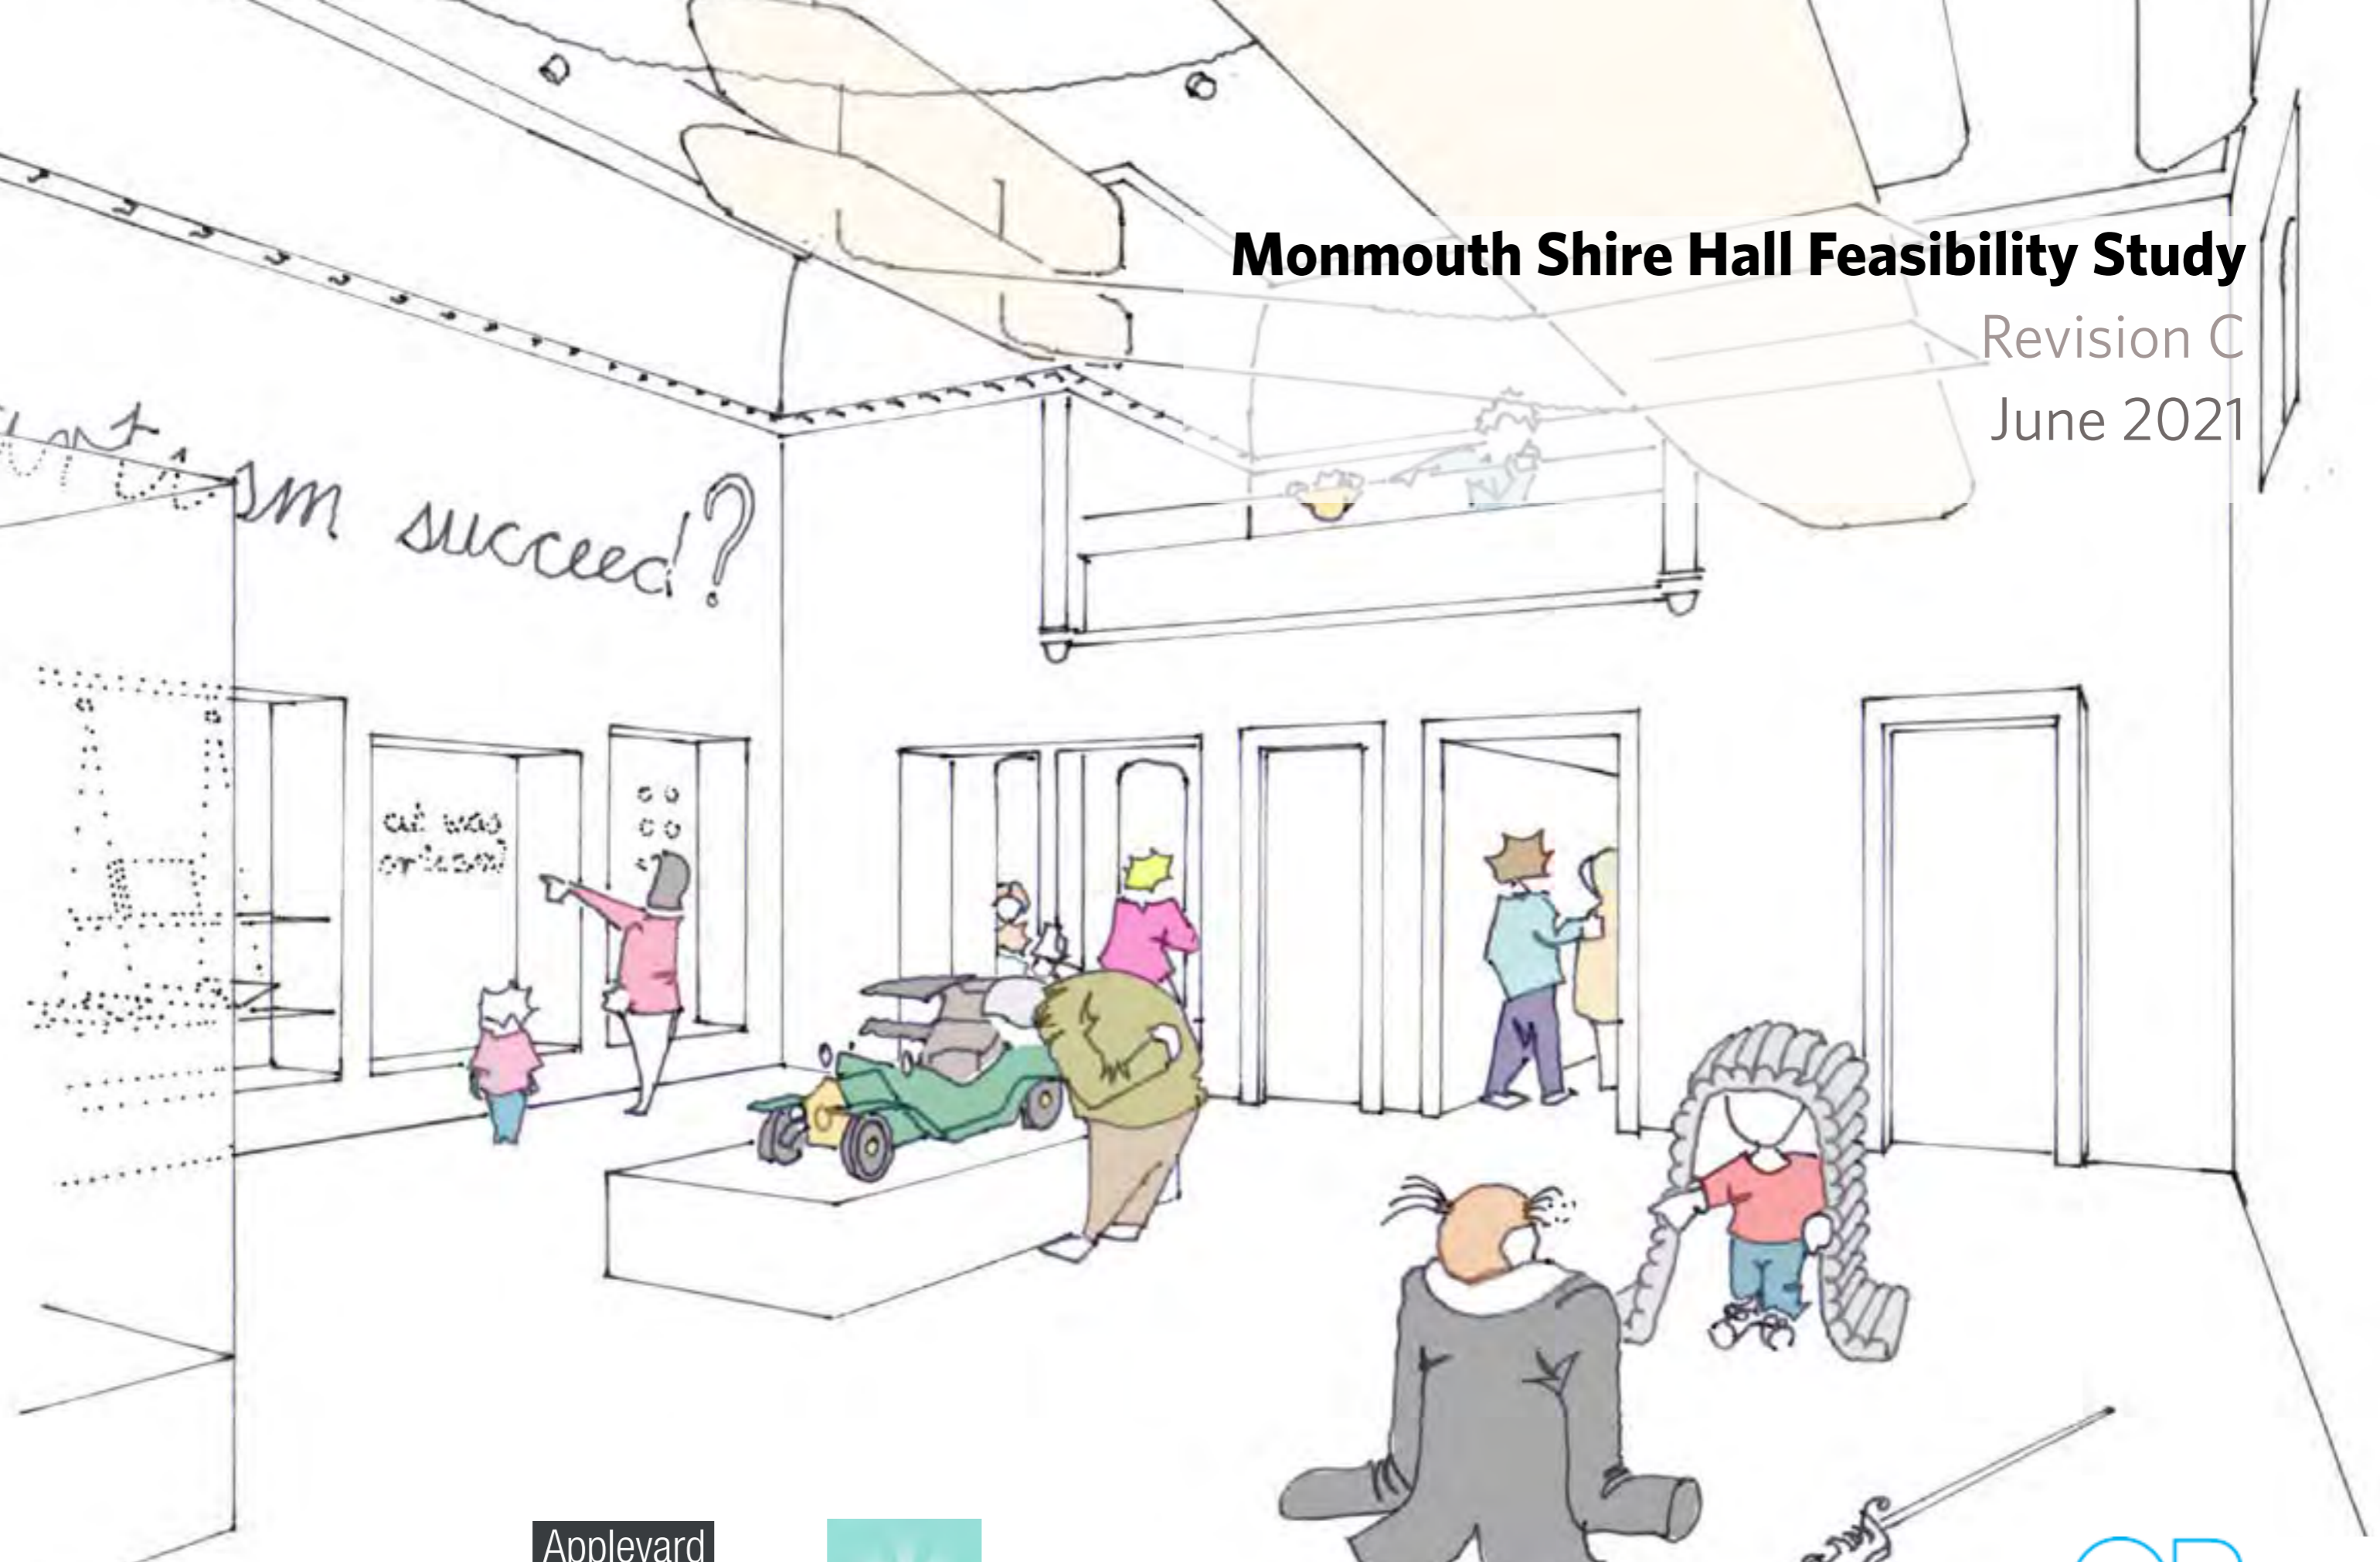 Monmouth Shire Hall Feasibility Study
Revision C
June 2021
sm succeed?
Appleyard